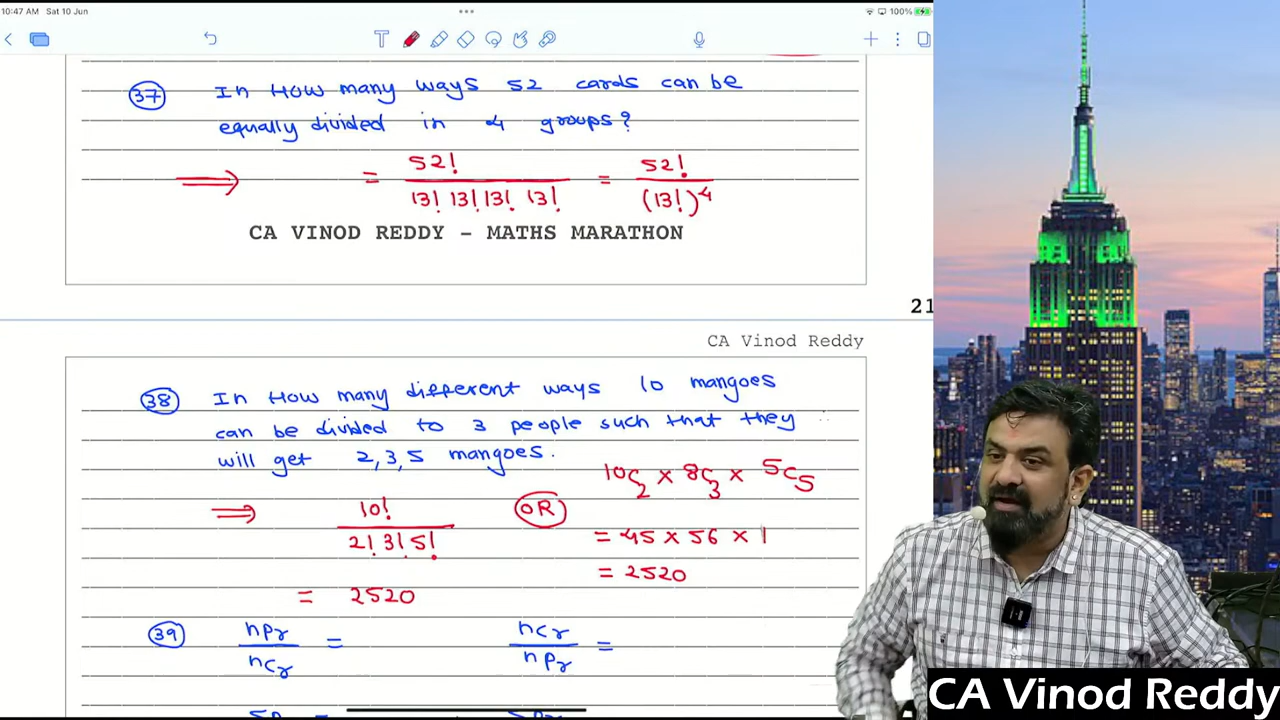 10:47 AM Sat 10 Jun
100%
37 In How many ways 52 cards can be
equally divided in 4 groups?
⟹ = 52! / 13! 13! 13! 13! = 52! / (13!)^4
CA VINOD REDDY – MATHS MARATHON
21
CA Vinod Reddy
38 In How many different ways 10 mangoes
can be divided to 3 people such that they
will get 2,3,5 mangoes.
⟹ 10! / 2! 3! 5!
= 2520
OR
10C2 × 8C3 × 5C5
= 45 × 56 × 1
= 2520
39 nPr / nCr =
nCr / nPr =
CA Vinod Reddy